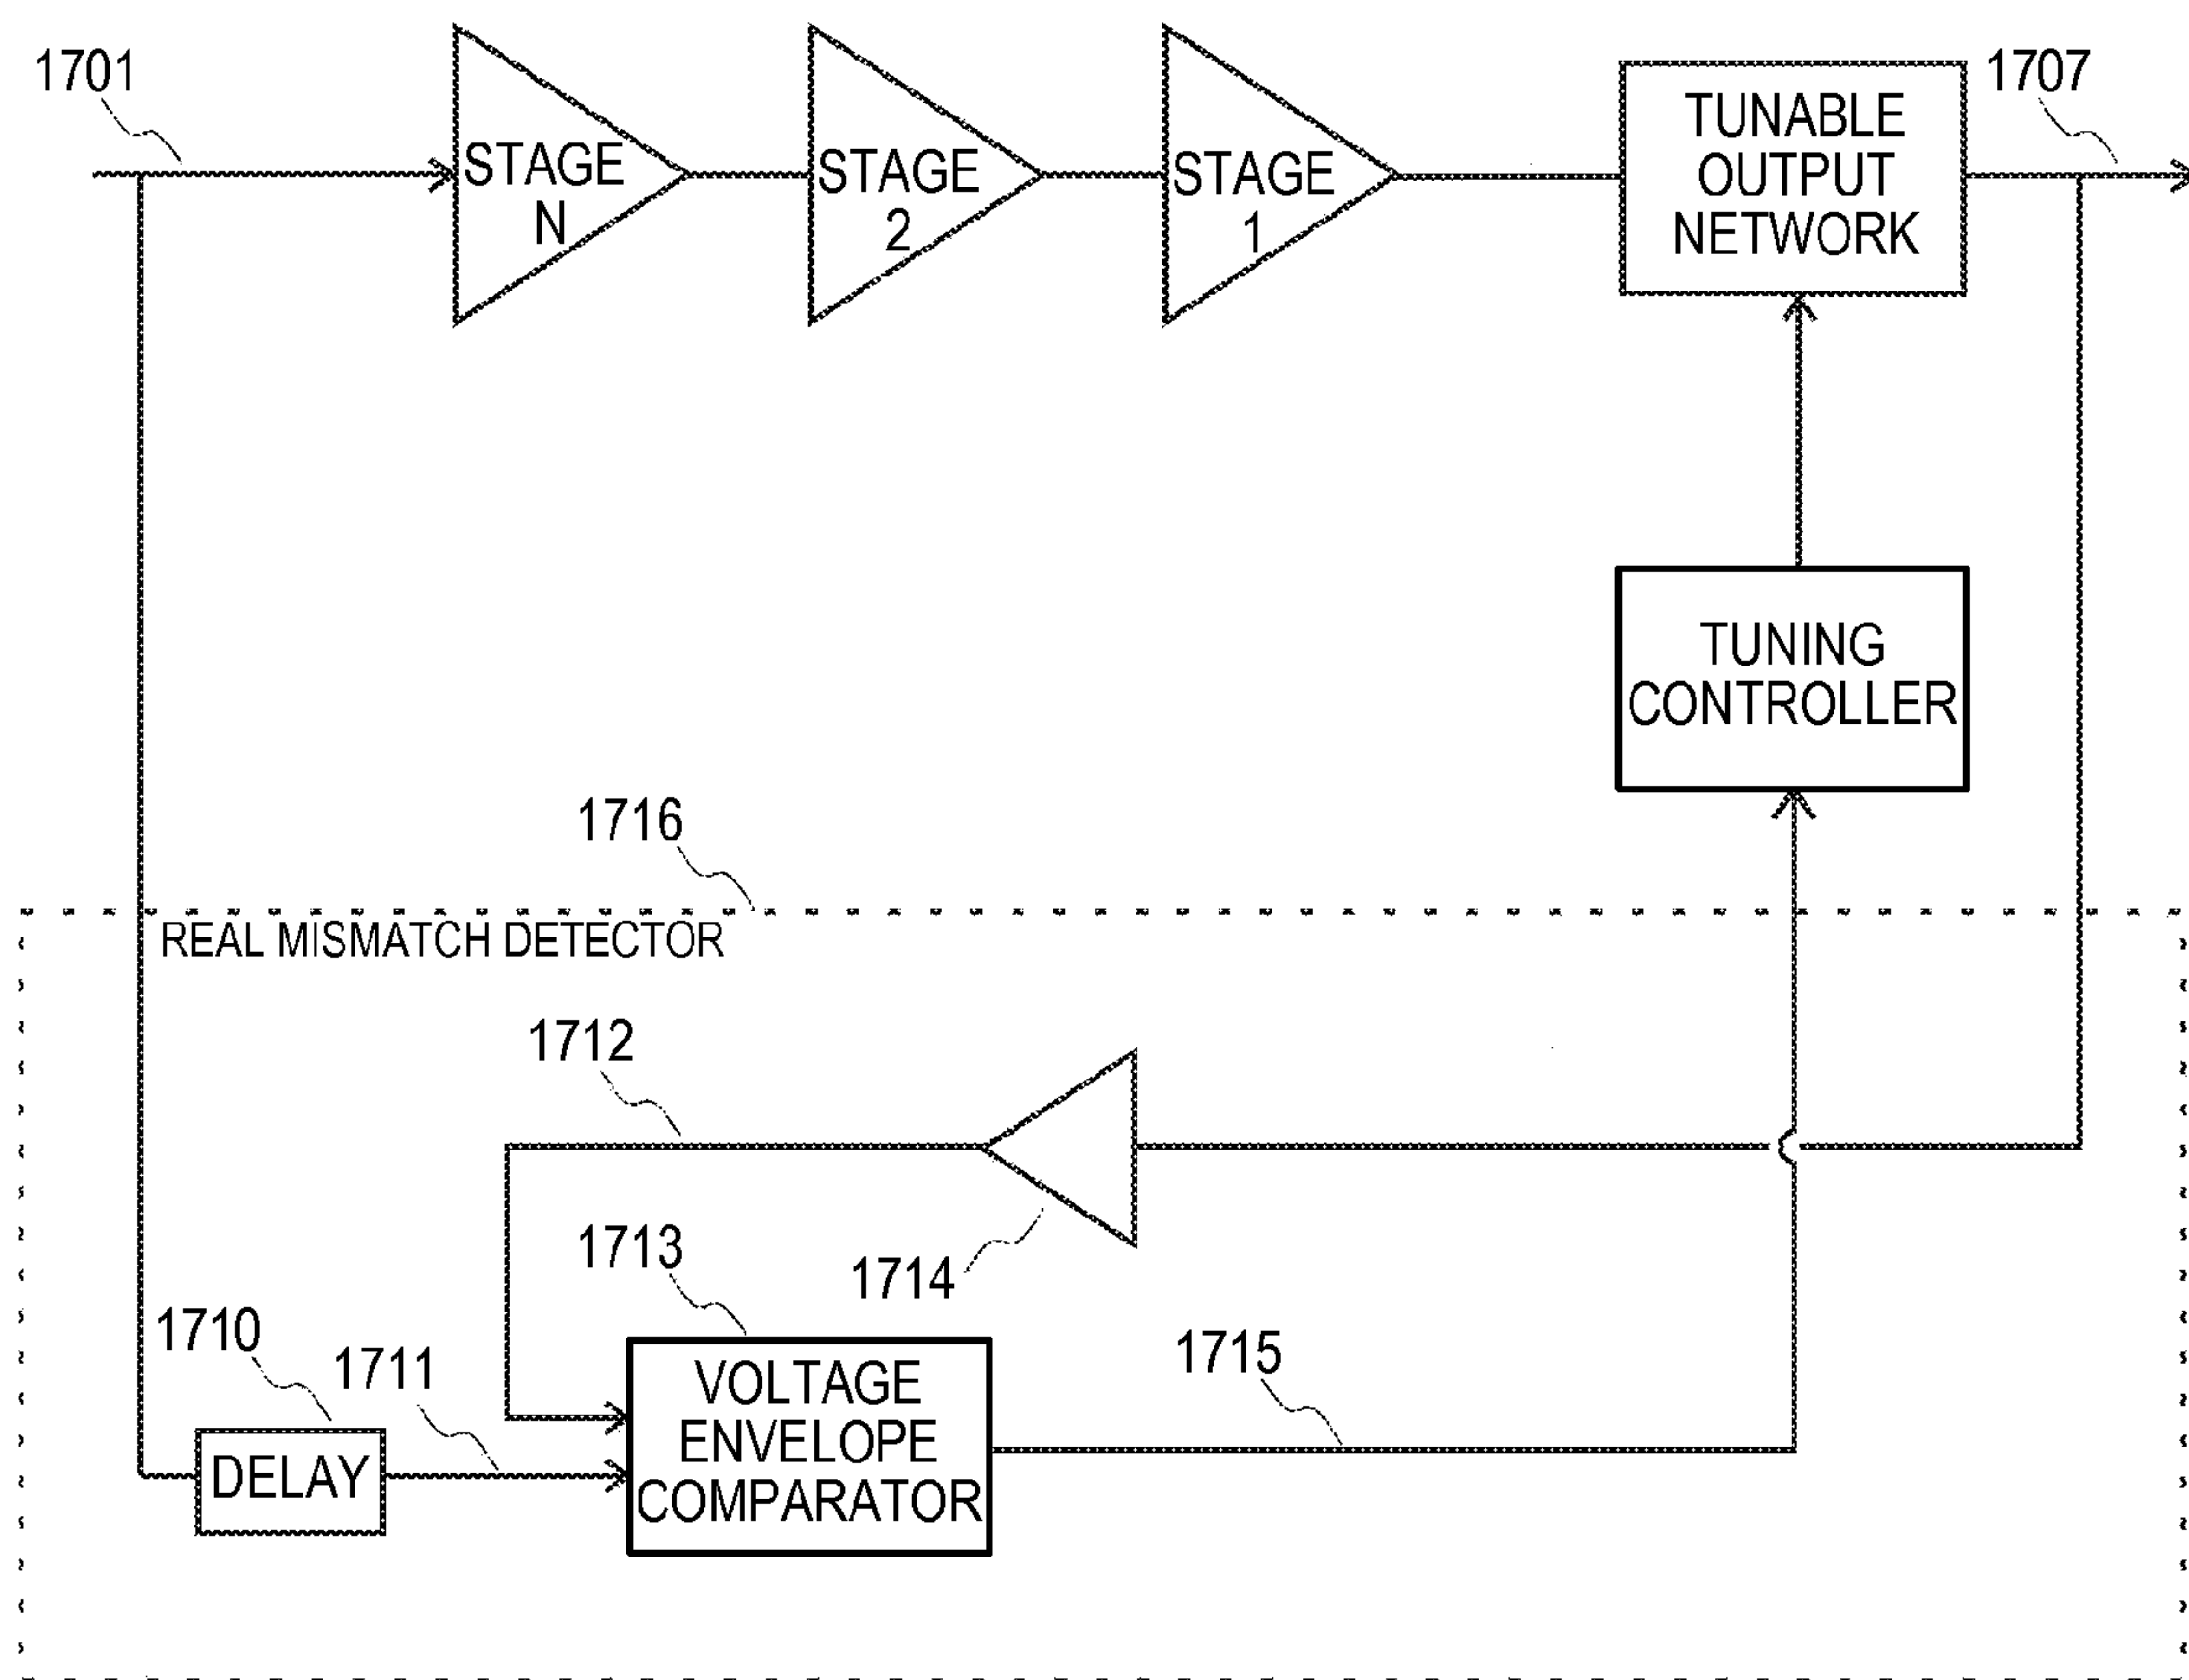 1701
STAGE
N
STAGE
2
STAGE
1
TUNABLE
OUTPUT
NETWORK
1707
TUNING
CONTROLLER
1716
REAL MISMATCH DETECTOR
1712
1714
1713
1710
1711
DELAY
VOLTAGE
ENVELOPE
COMPARATOR
1715